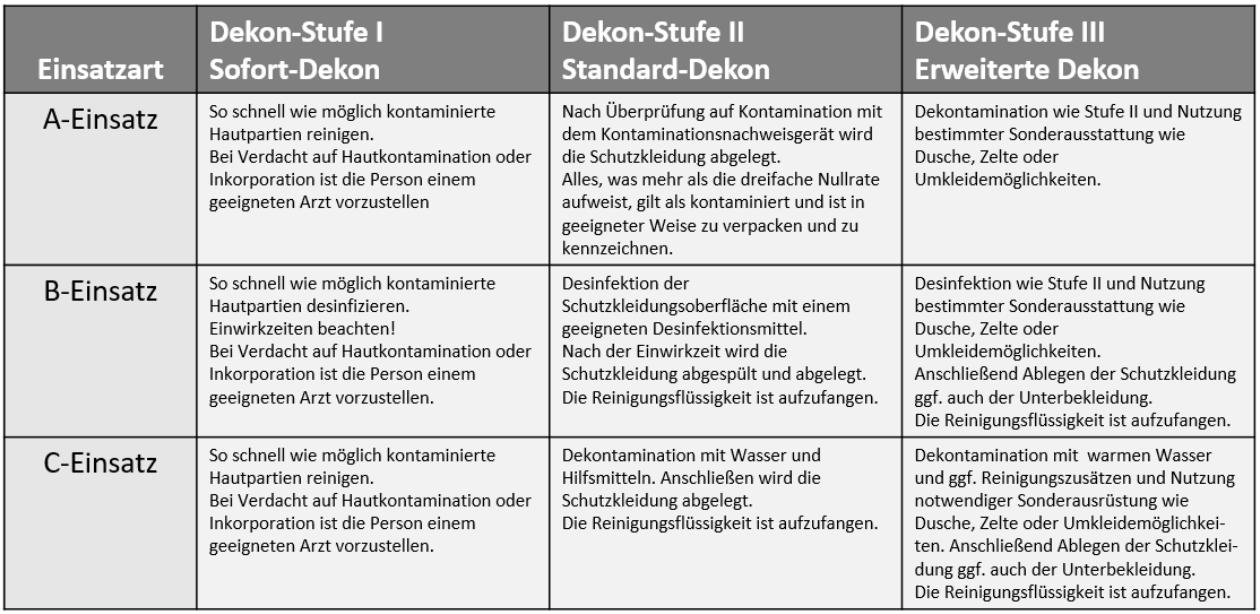 Einsatzart
Dekon-Stufe I
Sofort-Dekon
Dekon-Stufe II
Standard-Dekon
Dekon-Stufe III
Erweiterte Dekon
A-Einsatz
So schnell wie möglich kontaminierte
Hautpartien reinigen.
Bei Verdacht auf Hautkontamination oder
Inkorporation ist die Person einem
geeigneten Arzt vorzustellen
Nach Überprüfung auf Kontamination mit
dem Kontaminationsnachweisgerät wird
die Schutzkleidung abgelegt.
Alles, was mehr als die dreifache Nullrate
aufweist, gilt als kontaminiert und ist in
geeigneter Weise zu verpacken und zu
kennzeichnen.
Dekontamination wie Stufe II und Nutzung
bestimmter Sonderausstattung wie
Dusche, Zelte oder
Umkleidemöglichkeiten.
B-Einsatz
So schnell wie möglich kontaminierte
Hautpartien desinfizieren.
Einwirkzeiten beachten!
Bei Verdacht auf Hautkontamination oder
Inkorporation ist die Person einem
geeigneten Arzt vorzustellen.
Desinfektion der
Schutzkleidungsoberfläche mit einem
geeigneten Desinfektionsmittel.
Nach der Einwirkzeit wird die
Schutzkleidung abgespült und abgelegt.
Die Reinigungsflüssigkeit ist aufzufangen.
Desinfektion wie Stufe II und Nutzung
bestimmter Sonderausstattung wie
Dusche, Zelte oder
Umkleidemöglichkeiten.
Anschließend Ablegen der Schutzkleidung
ggf. auch der Unterbekleidung.
Die Reinigungsflüssigkeit ist aufzufangen.
C-Einsatz
So schnell wie möglich kontaminierte
Hautpartien reinigen.
Bei Verdacht auf Hautkontamination oder
Inkorporation ist die Person einem
geeigneten Arzt vorzustellen.
Dekontamination mit Wasser und
Hilfsmitteln. Anschließen wird die
Schutzkleidung abgelegt.
Die Reinigungsflüssigkeit ist aufzufangen.
Dekontamination mit  warmen Wasser
und ggf. Reinigungszusätzen und Nutzung
notwendiger Sonderausrüstung wie
Dusche, Zelte oder Umkleidemöglichkei-
ten. Anschließend Ablegen der Schutzklei-
dung ggf. auch der Unterbekleidung.
Die Reinigungsflüssigkeit ist aufzufangen.